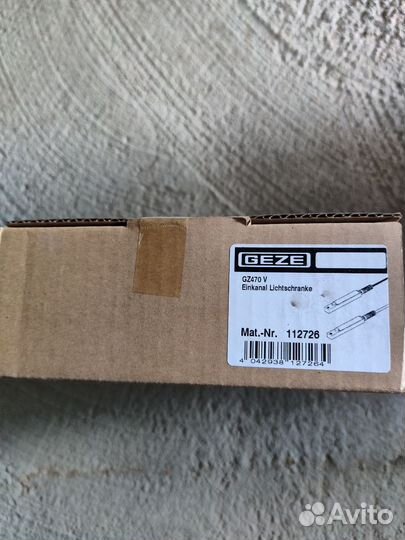 GEZE
GZ470 V
Einkanal Lichtschranke
Mat.-Nr. 112726
4 042938 127264
Avito